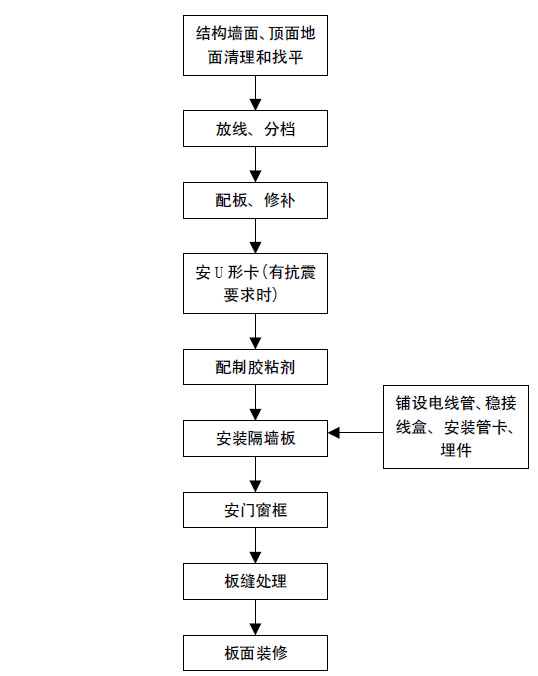 结构墙面、顶面地
面清理和找平
放线、分档
配板、修补
安U形卡(有抗震
要求时)
配制胶粘剂
铺设电线管、稳接
线盒、安装管卡、
埋件
安装隔墙板
安门窗框
板缝处理
板面装修